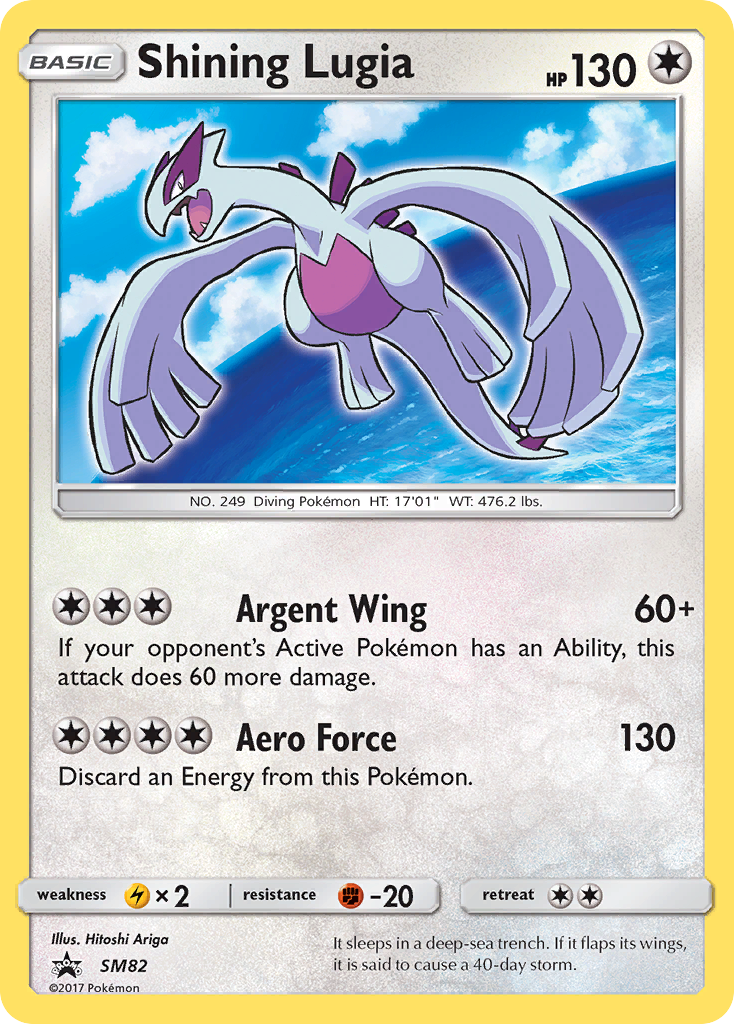 BASIC Shining Lugia HP 130
NO. 249 Diving Pokémon HT: 17'01" WT: 476.2 lbs.
Argent Wing 60+
If your opponent's Active Pokémon has an Ability, this
attack does 60 more damage.
Aero Force 130
Discard an Energy from this Pokémon.
weakness × 2 resistance -20 retreat
Illus. Hitoshi Ariga
SM82
©2017 Pokémon
It sleeps in a deep-sea trench. If it flaps its wings,
it is said to cause a 40-day storm.